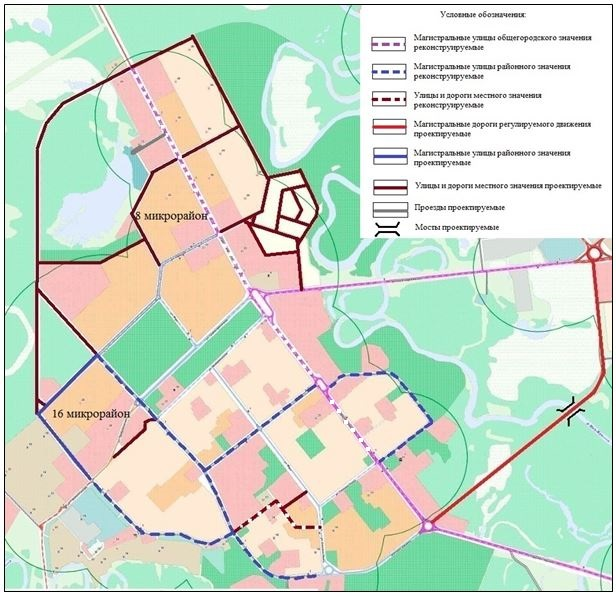 Условные обозначения:
Магистральные улицы общегородского значения
реконструируемые
Магистральные улицы районного значения
реконструируемые
Улицы и дороги местного значения
реконструируемые
Магистральные дороги регулируемого движения
проектируемые
Магистральные улицы районного значения
проектируемые
Улицы и дороги местного значения проектируемые
Проезды проектируемые
Мосты проектируемые
8 микрорайон
16 микрорайон